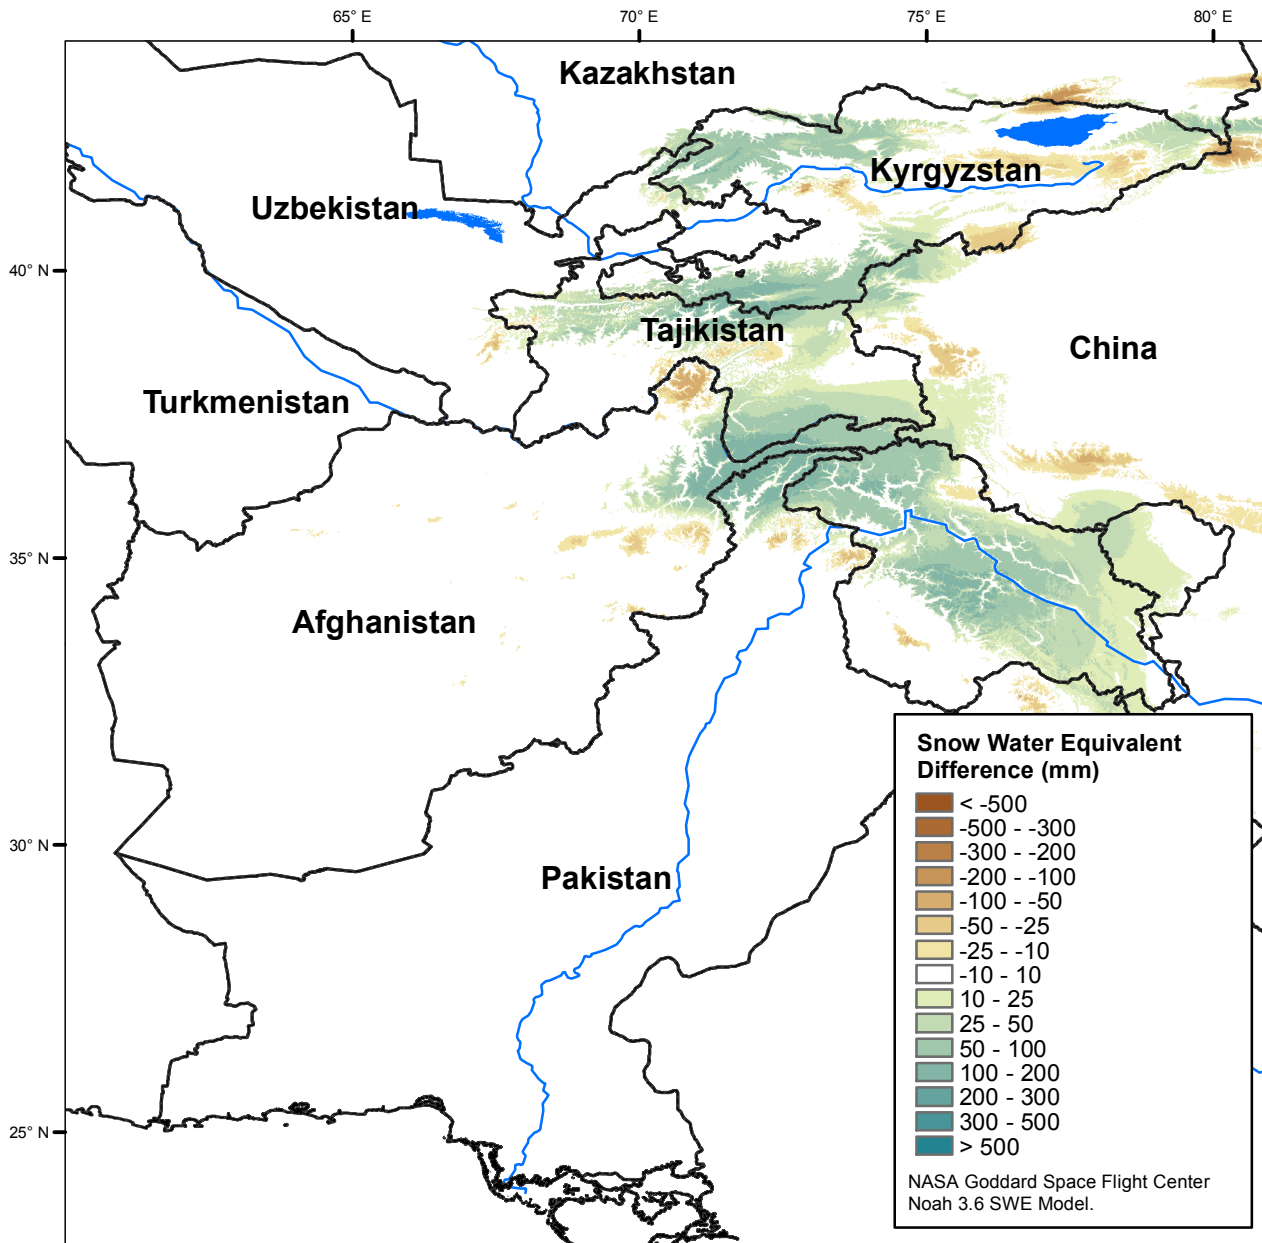 65° E
70° E
75° E
80° E
Kazakhstan
Kyrgyzstan
Uzbekistan
40° N
Tajikistan
China
Turkmenistan
35° N
Afghanistan
30° N
Pakistan
25° N
Snow Water Equivalent
Difference (mm)
< -500
-500 - -300
-300 - -200
-200 - -100
-100 - -50
-50 - -25
-25 - -10
-10 - 10
10 - 25
25 - 50
50 - 100
100 - 200
200 - 300
300 - 500
> 500
NASA Goddard Space Flight Center
Noah 3.6 SWE Model.